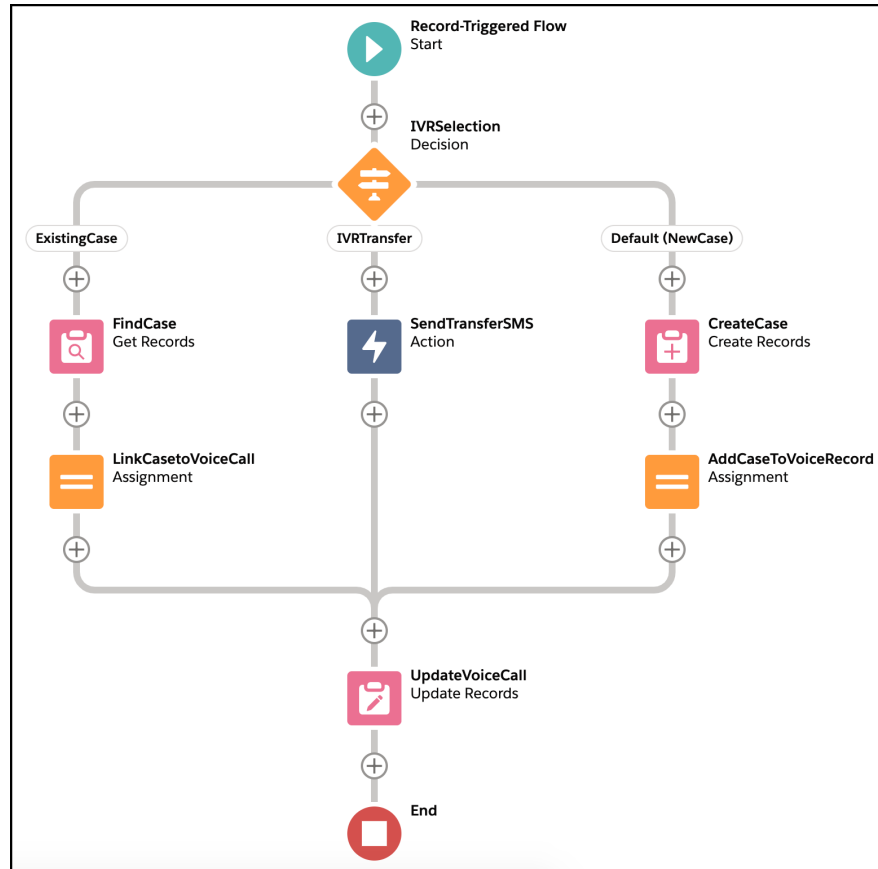 Record-Triggered Flow
Start
IVRSelection
Decision
ExistingCase
IVRTransfer
Default (NewCase)
FindCase
Get Records
SendTransferSMS
Action
CreateCase
Create Records
LinkCasetoVoiceCall
Assignment
AddCaseToVoiceRecord
Assignment
UpdateVoiceCall
Update Records
End